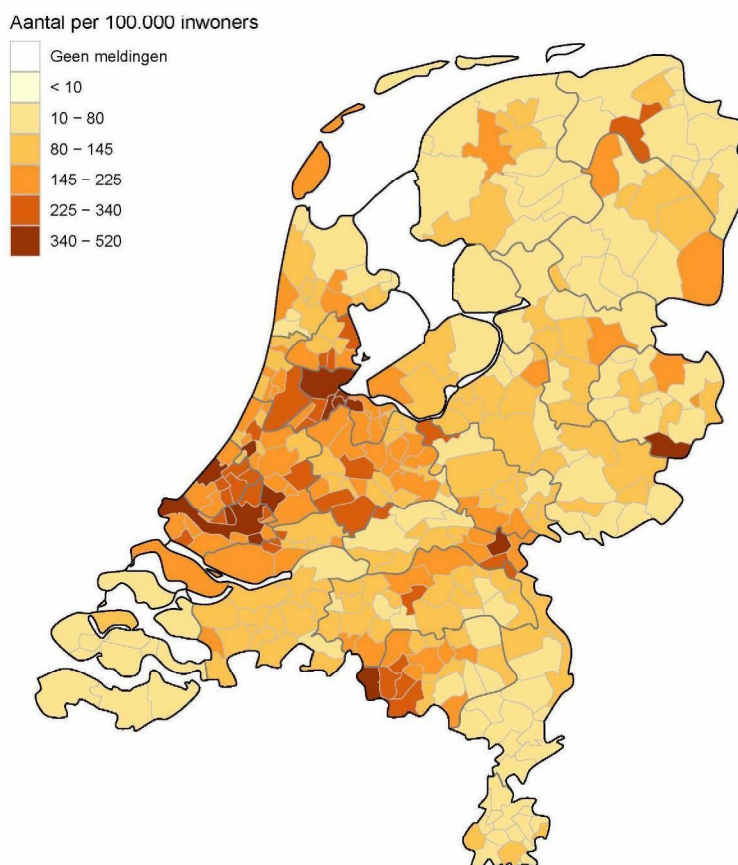 Aantal per 100.000 inwoners
Geen meldingen
< 10
10 − 80
80 − 145
145 − 225
225 − 340
340 − 520